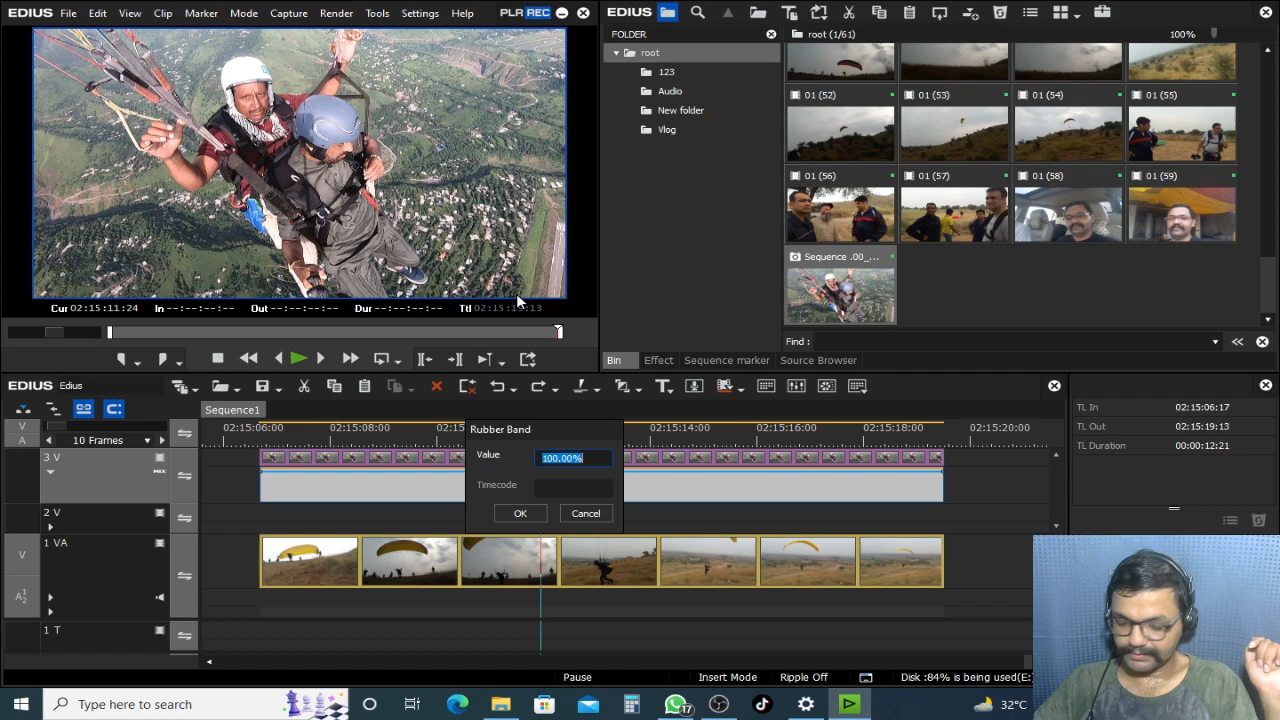 EDIUS File Edit View Clip Marker Mode Capture Render Tools Settings Help PLR REC
Cur 02:15:11:24 In --:--:--:-- Out --:--:--:-- Dur --:--:--:-- Ttl 02:15:19:13
EDIUS
FOLDER
root
123
Audio
New folder
Vlog
root (1/61) 100%
01 (52) 01 (53) 01 (54) 01 (55)
01 (56) 01 (57) 01 (58) 01 (59)
Sequence .00_...
Find :
Bin Effect Sequence marker Source Browser
EDIUS Edius
Sequence1
V
A
10 Frames
02:15:06:00 02:15:08:00 02:15 02:15:14:00 02:15:16:00 02:15:18:00 02:15:20:00
3 V
MIX
2 V
V
1 VA
A12
1 T
Rubber Band
Value 100.00%
Timecode
OK Cancel
TL In 02:15:06:17
TL Out 02:15:19:13
TL Duration 00:00:12:21
Pause Insert Mode Ripple Off Disk :84% is being used(E:)
Type here to search
17
32°C